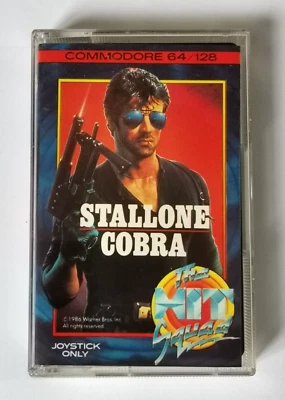 COMMODORE 64/128
STALLONE
COBRA
© 1986 Warner Bros. Inc.
All rights reserved
The
HIT
Squad
JOYSTICK
ONLY